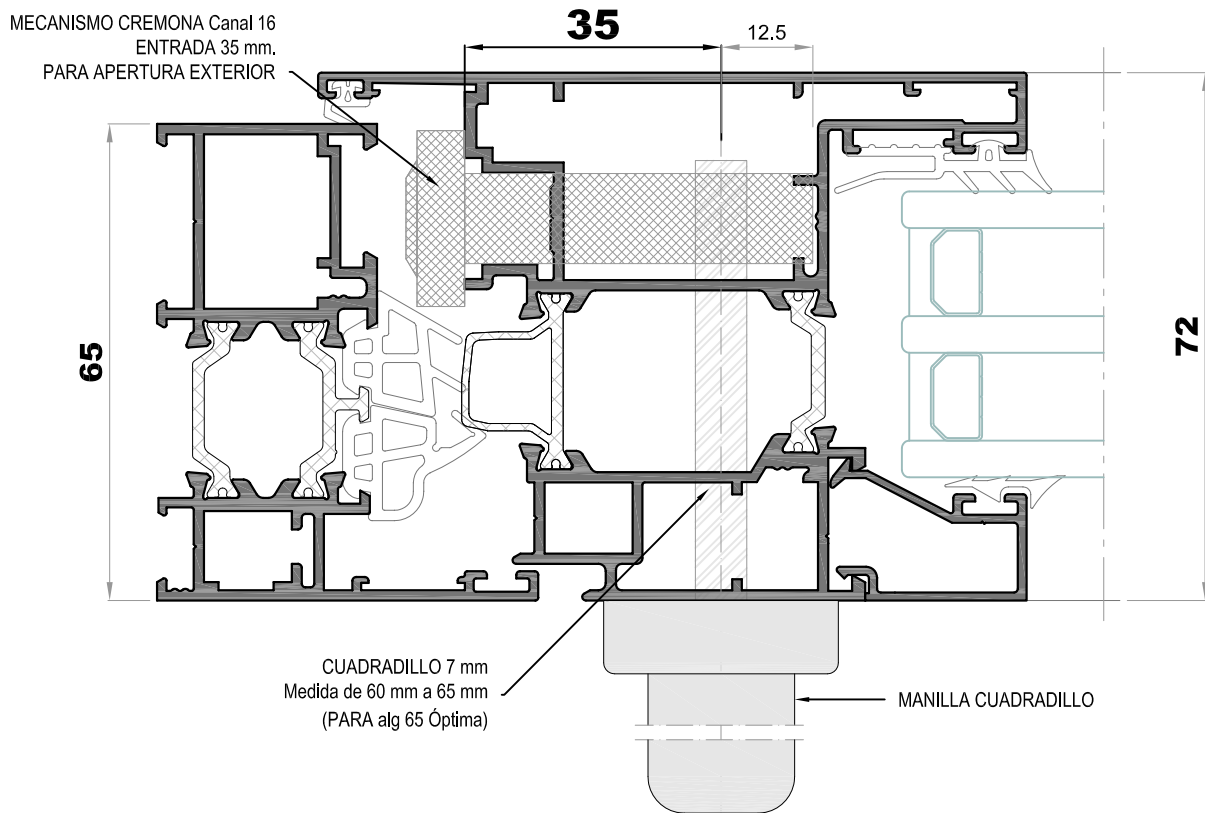 MECANISMO CREMONA Canal 16
ENTRADA 35 mm.
PARA APERTURA EXTERIOR
35
12.5
65
72
CUADRADILLO 7 mm
Medida de 60 mm a 65 mm
(PARA alg 65 Óptima)
MANILLA CUADRADILLO